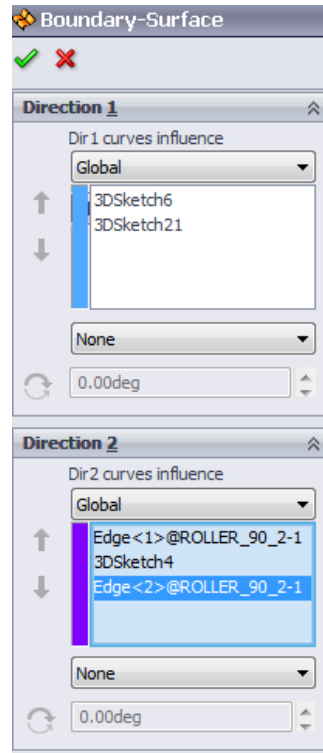 Boundary-Surface
Direction 1
Dir1 curves influence
Global
3DSketch6
3DSketch21
None
0.00deg
Direction 2
Dir2 curves influence
Global
Edge<1>@ROLLER_90_2-1
3DSketch4
Edge<2>@ROLLER_90_2-1
None
0.00deg